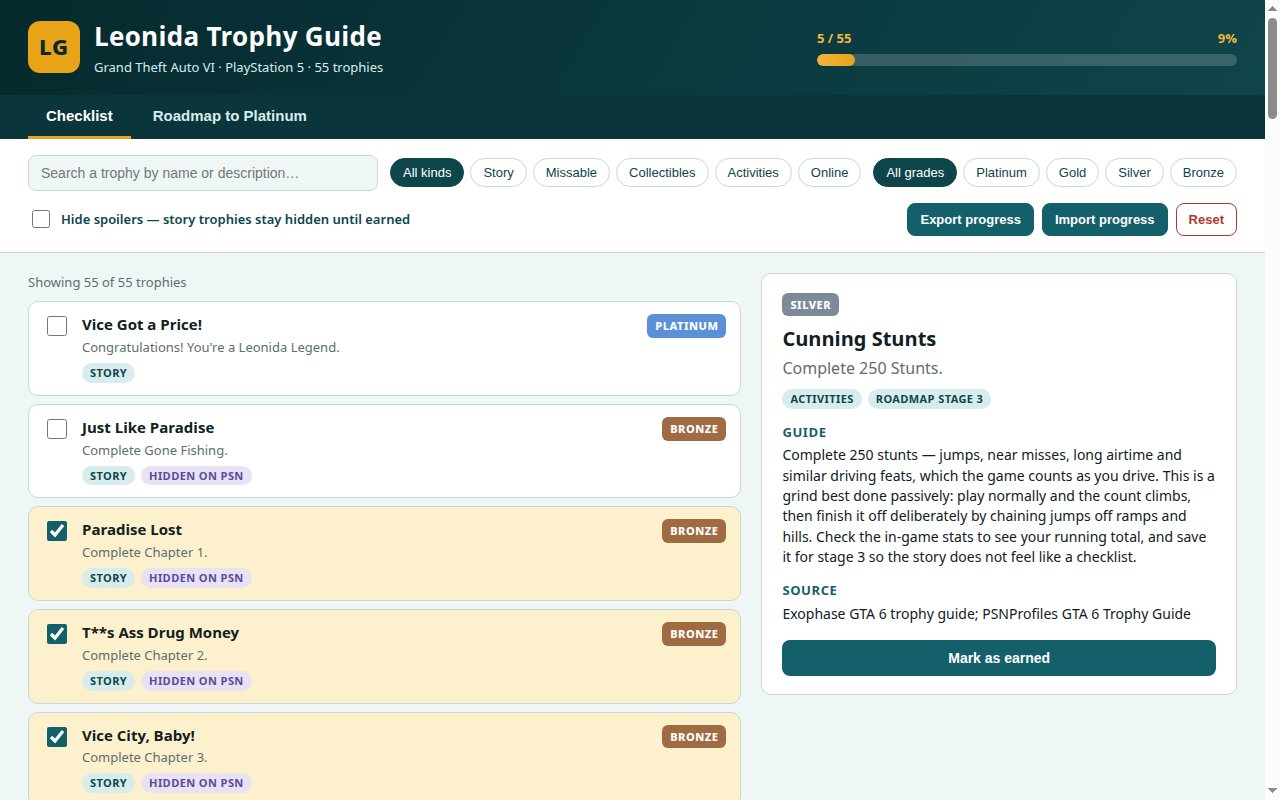 LG
Leonida Trophy Guide
Grand Theft Auto VI · PlayStation 5 · 55 trophies
5 / 55
9%
Checklist
Roadmap to Platinum
Search a trophy by name or description…
All kinds
Story
Missable
Collectibles
Activities
Online
All grades
Platinum
Gold
Silver
Bronze
Hide spoilers — story trophies stay hidden until earned
Export progress
Import progress
Reset
Showing 55 of 55 trophies
Vice Got a Price!
PLATINUM
Congratulations! You're a Leonida Legend.
STORY
Just Like Paradise
BRONZE
Complete Gone Fishing.
STORY
HIDDEN ON PSN
Paradise Lost
BRONZE
Complete Chapter 1.
STORY
HIDDEN ON PSN
T**s Ass Drug Money
BRONZE
Complete Chapter 2.
STORY
HIDDEN ON PSN
Vice City, Baby!
BRONZE
Complete Chapter 3.
STORY
HIDDEN ON PSN
SILVER
Cunning Stunts
Complete 250 Stunts.
ACTIVITIES
ROADMAP STAGE 3
GUIDE
Complete 250 stunts — jumps, near misses, long airtime and
similar driving feats, which the game counts as you drive. This is a
grind best done passively: play normally and the count climbs,
then finish it off deliberately by chaining jumps off ramps and
hills. Check the in-game stats to see your running total, and save
it for stage 3 so the story does not feel like a checklist.
SOURCE
Exophase GTA 6 trophy guide; PSNProfiles GTA 6 Trophy Guide
Mark as earned